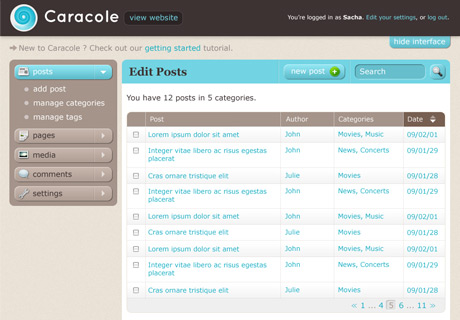 Caracole view website You're logged in as Sacha. Edit your settings, or log out.
hide interface
➔ New to Caracole ? Check out our getting started tutorial.
posts
add post
manage categories
manage tags
pages
media
comments
settings
Edit Posts new post Search
You have 12 posts in 5 categories.
Post Author Categories Date
Lorem ipsum dolor sit amet John Movies, Music 09/02/01
Integer vitae libero ac risus egestas John News, Concerts 09/01/29
placerat
Cras ornare tristique elit Julie Movies 09/01/28
Integer vitae libero ac risus egestas John News, Concerts 09/01/29
placerat
Lorem ipsum dolor sit amet John Movies, Music 09/02/01
Cras ornare tristique elit Julie Movies 09/01/28
Lorem ipsum dolor sit amet John Movies, Music 09/02/01
Integer vitae libero ac risus egestas John News, Concerts 09/01/29
placerat
Cras ornare tristique elit Julie Movies 09/01/28
« 1 ... 4 5 6 ... 11 »